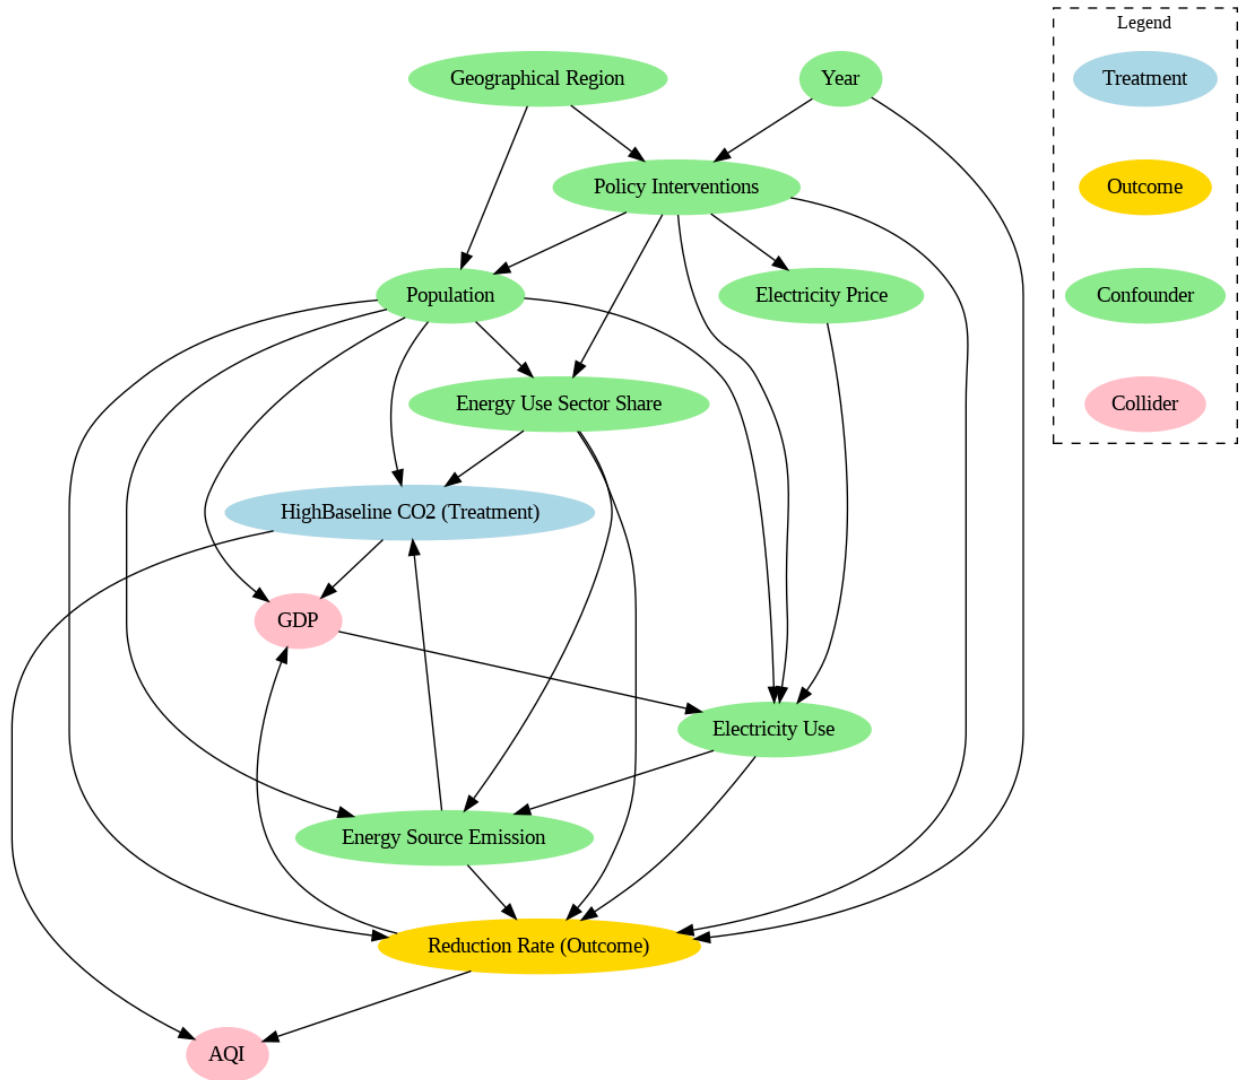 Legend
Geographical Region
Year
Treatment
Policy Interventions
Outcome
Population
Electricity Price
Confounder
Energy Use Sector Share
Collider
HighBaseline CO2 (Treatment)
GDP
Electricity Use
Energy Source Emission
Reduction Rate (Outcome)
AQI